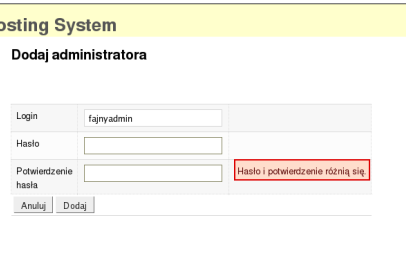 osting System
Dodaj administratora
Login
fajnyadmin
Hasło
Potwierdzenie hasła
Hasło i potwierdzenie różnią się.
Anuluj Dodaj